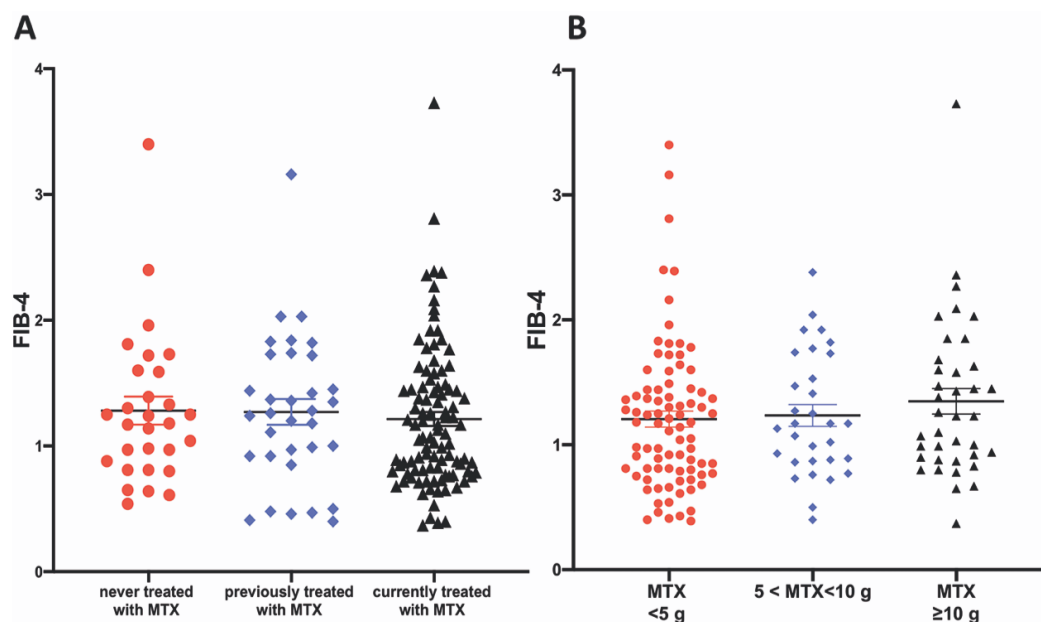 A
B
FIB-4
4
3
2
1
0
never treated
with MTX
previously treated
with MTX
currently treated
with MTX
FIB-4
4
3
2
1
0
MTX
<5 g
5 < MTX<10 g
MTX
≥10 g